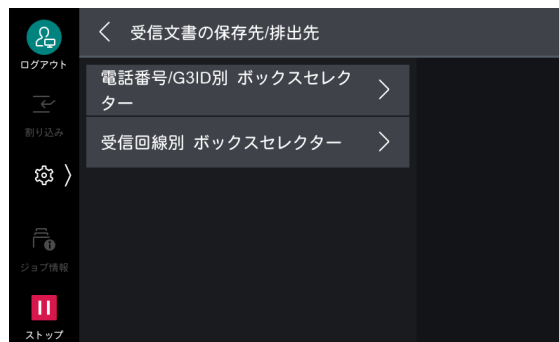 受信文書の保存先/排出先
ログアウト
電話番号/G3ID別 ボックスセレク
ター
割り込み
受信回線別 ボックスセレクター
ジョブ情報
ストップ